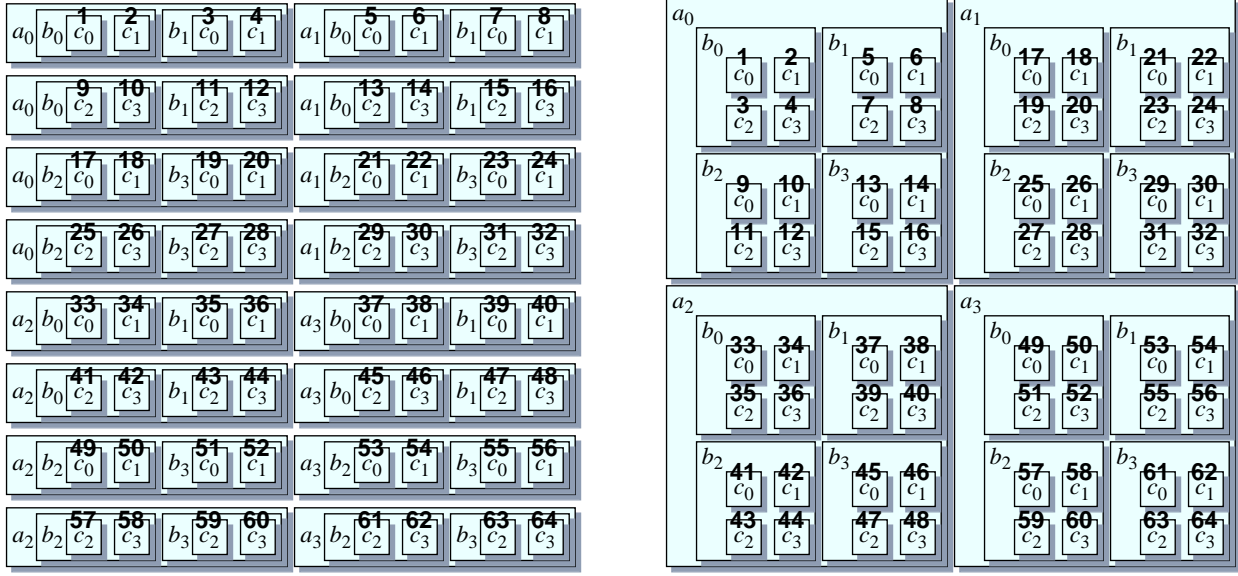 1 2 3 4 5 6 7 8
a₀ b₀ c₀ c₁ b₁ c₀ c₁ a₁ b₀ c₀ c₁ b₁ c₀ c₁
9 10 11 12 13 14 15 16
a₀ b₀ c₂ c₃ b₁ c₂ c₃ a₁ b₀ c₂ c₃ b₁ c₂ c₃
17 18 19 20 21 22 23 24
a₀ b₂ c₀ c₁ b₃ c₀ c₁ a₁ b₂ c₀ c₁ b₃ c₀ c₁
25 26 27 28 29 30 31 32
a₀ b₂ c₂ c₃ b₃ c₂ c₃ a₁ b₂ c₂ c₃ b₃ c₂ c₃
33 34 35 36 37 38 39 40
a₂ b₀ c₀ c₁ b₁ c₀ c₁ a₃ b₀ c₀ c₁ b₁ c₀ c₁
41 42 43 44 45 46 47 48
a₂ b₀ c₂ c₃ b₁ c₂ c₃ a₃ b₀ c₂ c₃ b₁ c₂ c₃
49 50 51 52 53 54 55 56
a₂ b₂ c₀ c₁ b₃ c₀ c₁ a₃ b₂ c₀ c₁ b₃ c₀ c₁
57 58 59 60 61 62 63 64
a₂ b₂ c₂ c₃ b₃ c₂ c₃ a₃ b₂ c₂ c₃ b₃ c₂ c₃
a₀ a₁
b₀ b₁ b₀ b₁
1 2 5 6 17 18 21 22
c₀ c₁ c₀ c₁ c₀ c₁ c₀ c₁
3 4 7 8 19 20 23 24
c₂ c₃ c₂ c₃ c₂ c₃ c₂ c₃
b₂ b₃ b₂ b₃
9 10 13 14 25 26 29 30
c₀ c₁ c₀ c₁ c₀ c₁ c₀ c₁
11 12 15 16 27 28 31 32
c₂ c₃ c₂ c₃ c₂ c₃ c₂ c₃
a₂ a₃
b₀ b₁ b₀ b₁
33 34 37 38 49 50 53 54
c₀ c₁ c₀ c₁ c₀ c₁ c₀ c₁
35 36 39 40 51 52 55 56
c₂ c₃ c₂ c₃ c₂ c₃ c₂ c₃
b₂ b₃ b₂ b₃
41 42 45 46 57 58 61 62
c₀ c₁ c₀ c₁ c₀ c₁ c₀ c₁
43 44 47 48 59 60 63 64
c₂ c₃ c₂ c₃ c₂ c₃ c₂ c₃